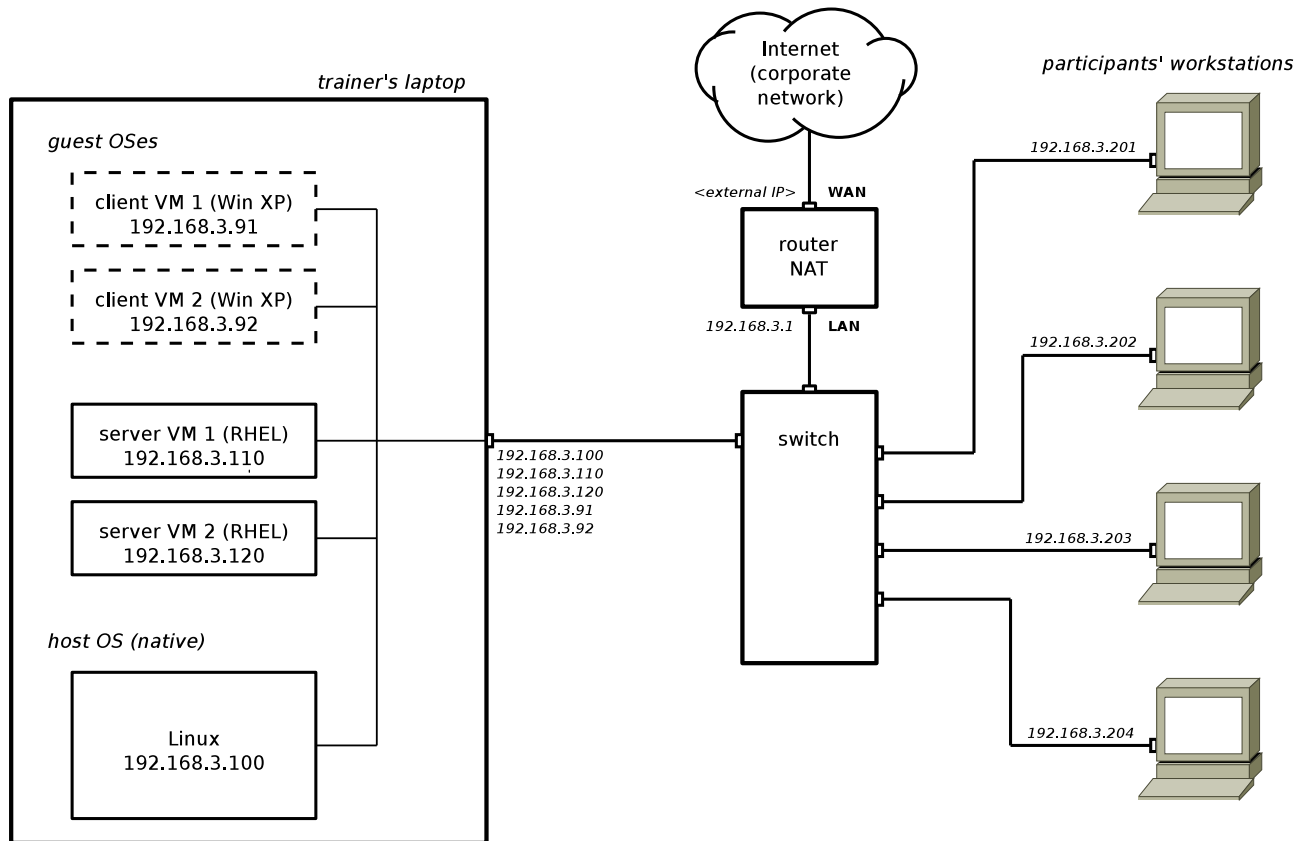 trainer's laptop
guest OSes
client VM 1 (Win XP)
192.168.3.91
client VM 2 (Win XP)
192.168.3.92
server VM 1 (RHEL)
192.168.3.110
server VM 2 (RHEL)
192.168.3.120
host OS (native)
Linux
192.168.3.100
192.168.3.100
192.168.3.110
192.168.3.120
192.168.3.91
192.168.3.92
Internet
(corporate
network)
<external IP> WAN
router
NAT
192.168.3.1 LAN
switch
participants' workstations
192.168.3.201
192.168.3.202
192.168.3.203
192.168.3.204